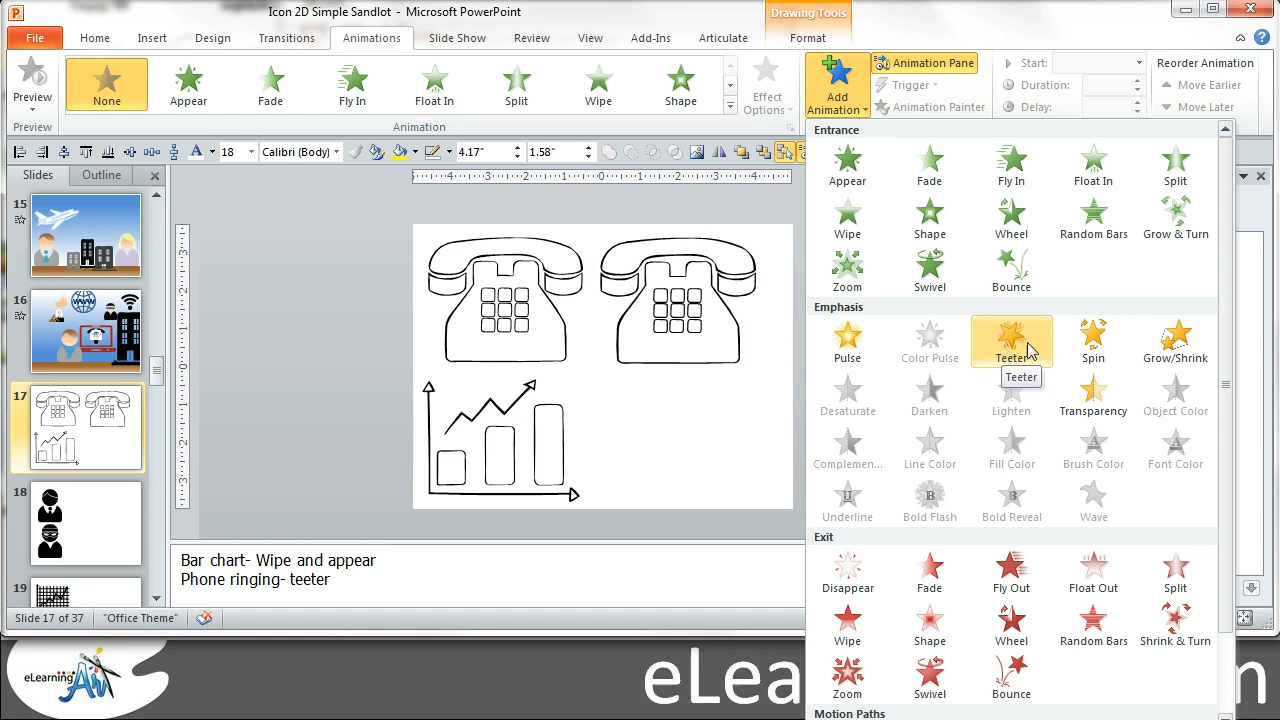 Icon 2D Simple Sandlot - Microsoft PowerPoint
Drawing Tools
File Home Insert Design Transitions Animations Slide Show Review View Add-Ins Articulate Format
Preview
None Appear Fade Fly In Float In Split Wipe Shape
Effect Options
Add Animation
Animation Pane
Trigger
Animation Painter
Start:
Duration:
Delay:
Reorder Animation
Move Earlier
Move Later
Preview
Animation
A 18 Calibri (Body) 4.17" 1.58"
Slides Outline
15
16
WWW
17
18
19
Bar chart- Wipe and appear
Phone ringing- teeter
Slide 17 of 37 "Office Theme"
Entrance
Appear Fade Fly In Float In Split
Wipe Shape Wheel Random Bars Grow & Turn
Zoom Swivel Bounce
Emphasis
Pulse Color Pulse Teeter Spin Grow/Shrink
Teeter
Desaturate Darken Lighten Transparency Object Color
Complemen... Line Color Fill Color Brush Color Font Color
Underline Bold Flash Bold Reveal Wave
Exit
Disappear Fade Fly Out Float Out Split
Wipe Shape Wheel Random Bars Shrink & Turn
Zoom Swivel Bounce
Motion Paths
eLearning Art